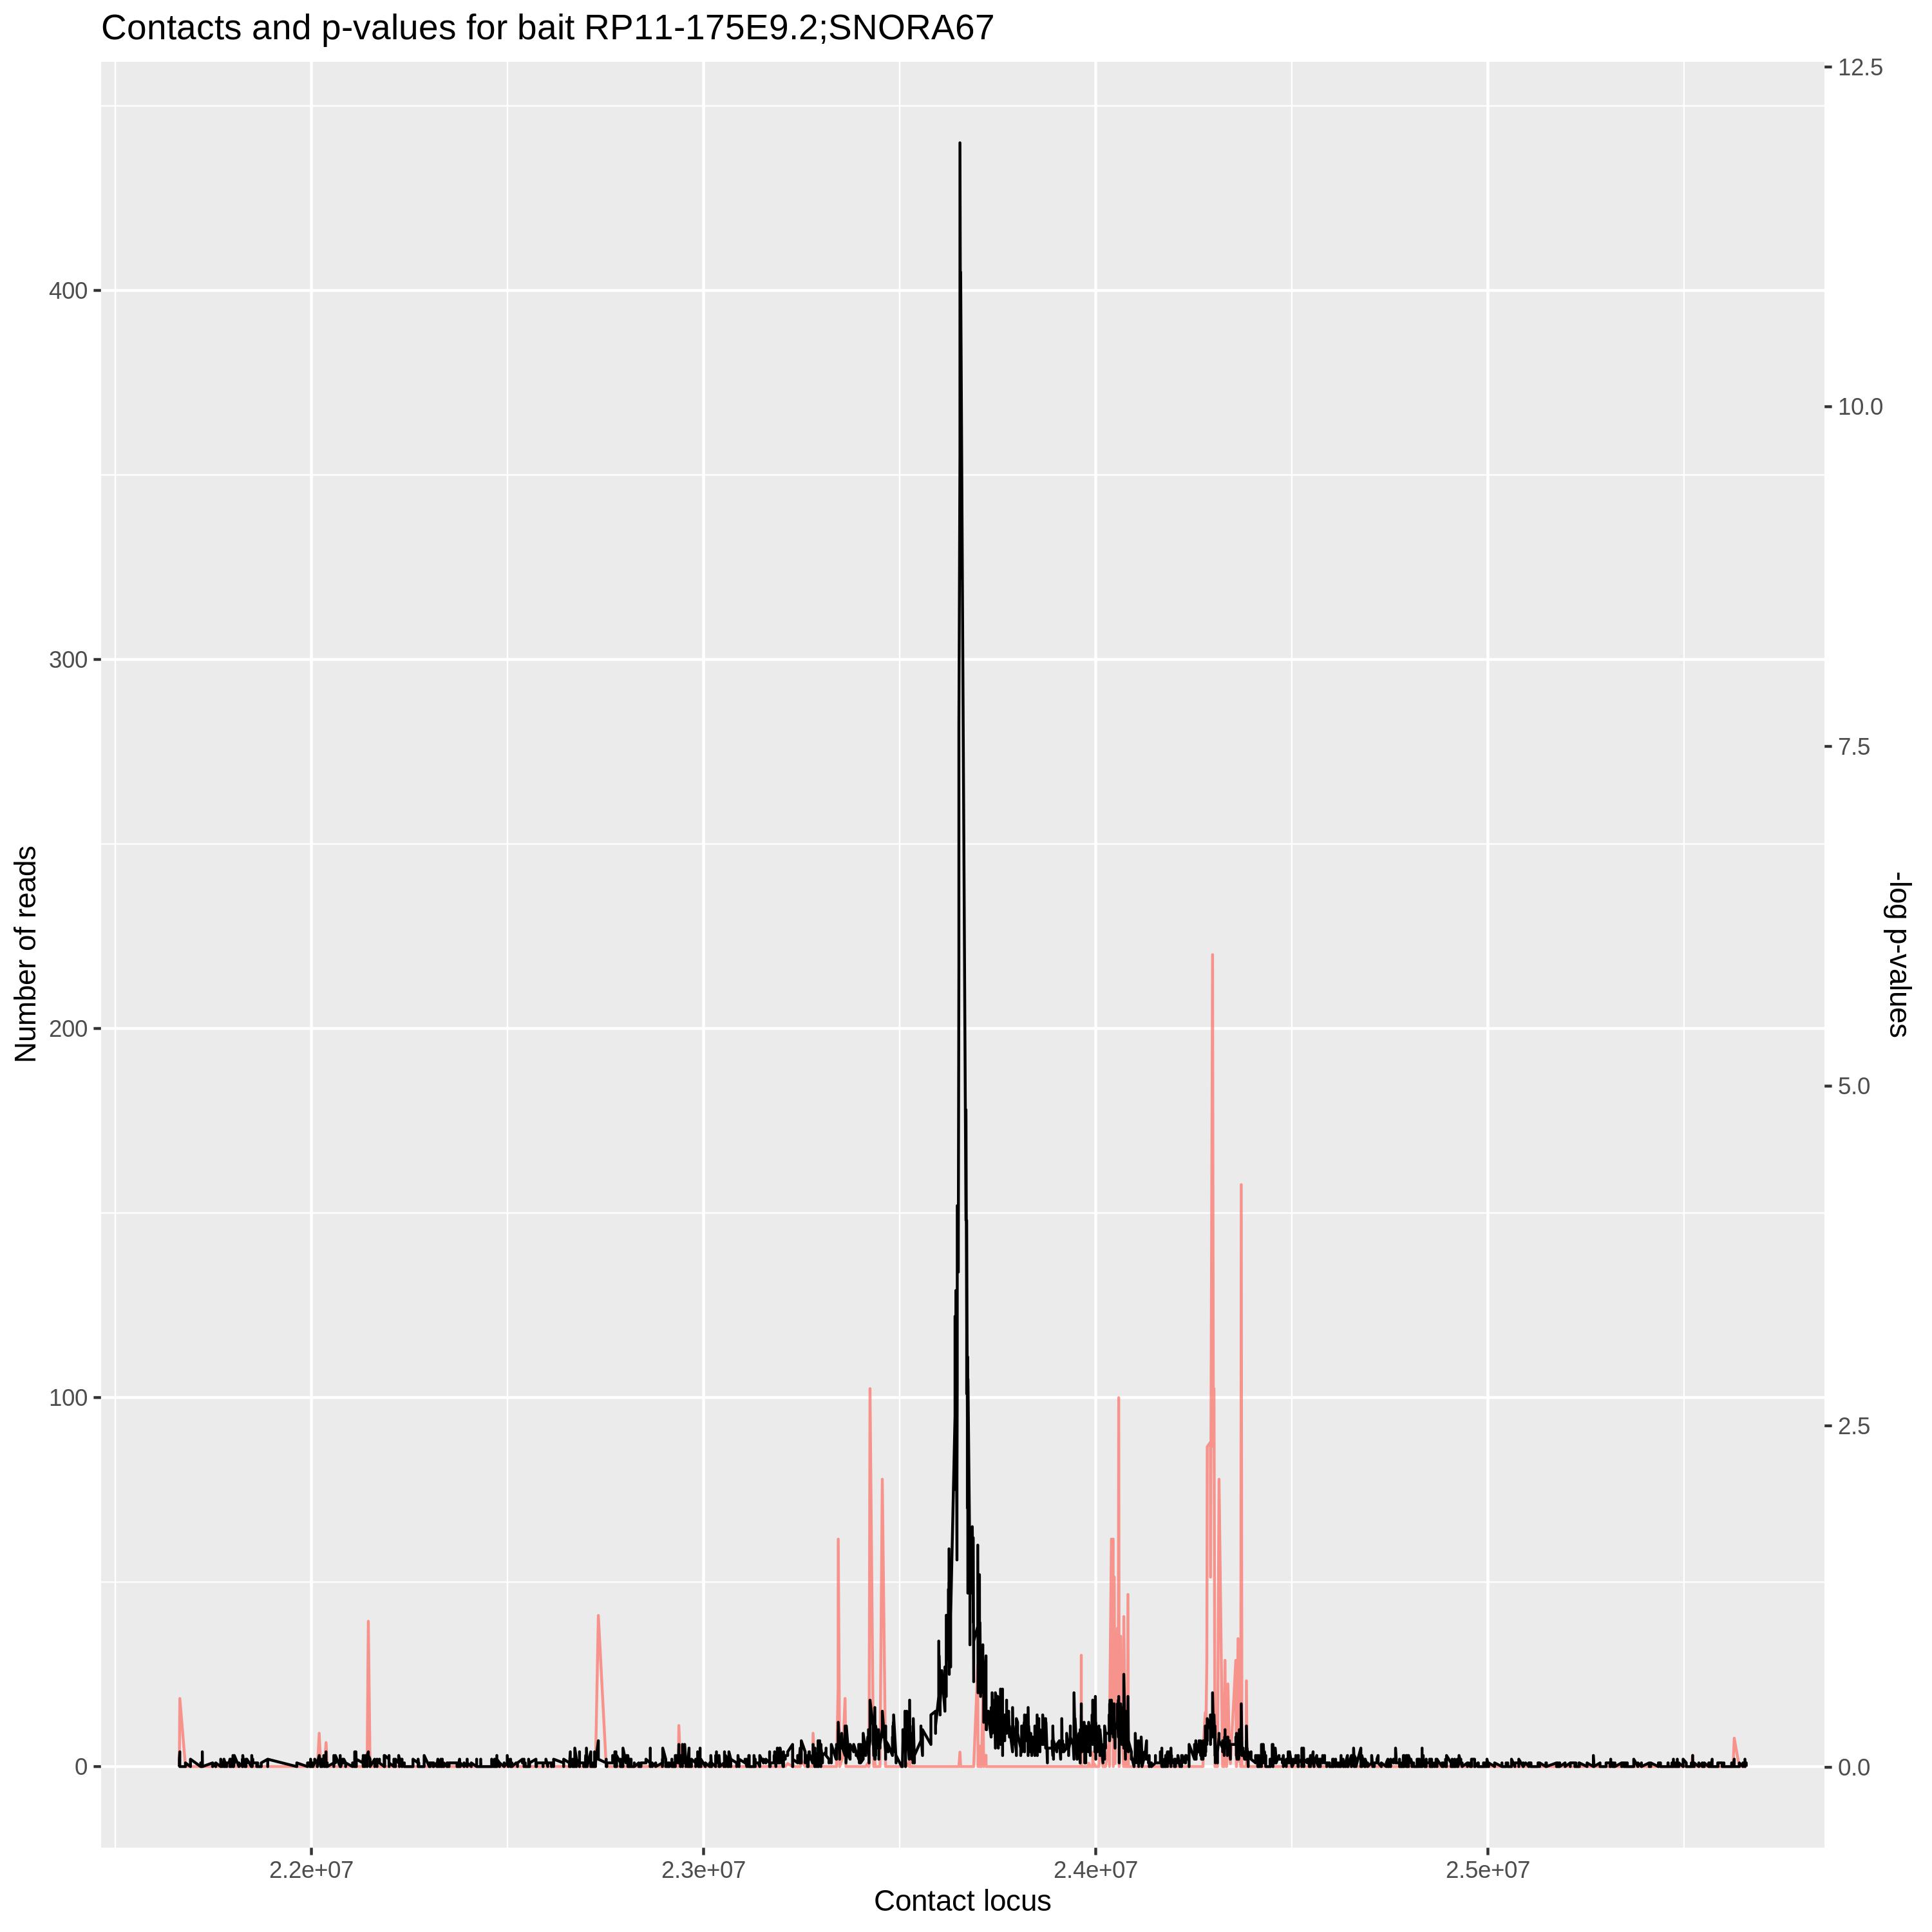 Contacts and p-values for bait RP11-175E9.2;SNORA67
12.5
400
10.0
300
7.5
Number of reads
-log p-values
200
5.0
100
2.5
0
0.0
2.2e+07 2.3e+07 2.4e+07 2.5e+07
Contact locus